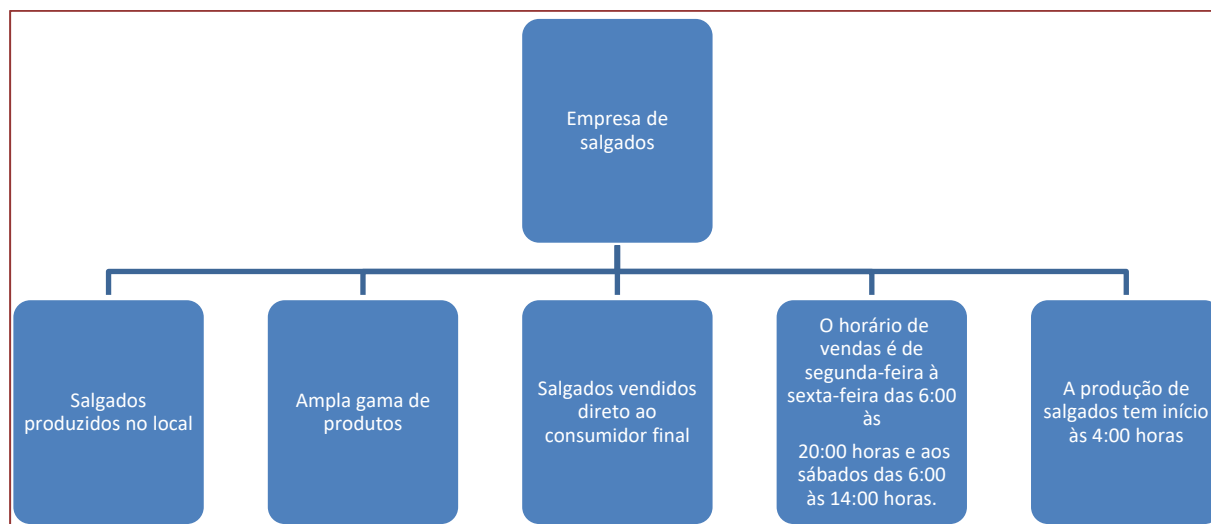 Empresa de
salgados
Salgados
produzidos no local
Ampla gama de
produtos
Salgados vendidos
direto ao
consumidor final
O horário de
vendas é de
segunda-feira à
sexta-feira das 6:00
às
20:00 horas e aos
sábados das 6:00
às 14:00 horas.
A produção de
salgados tem início
às 4:00 horas